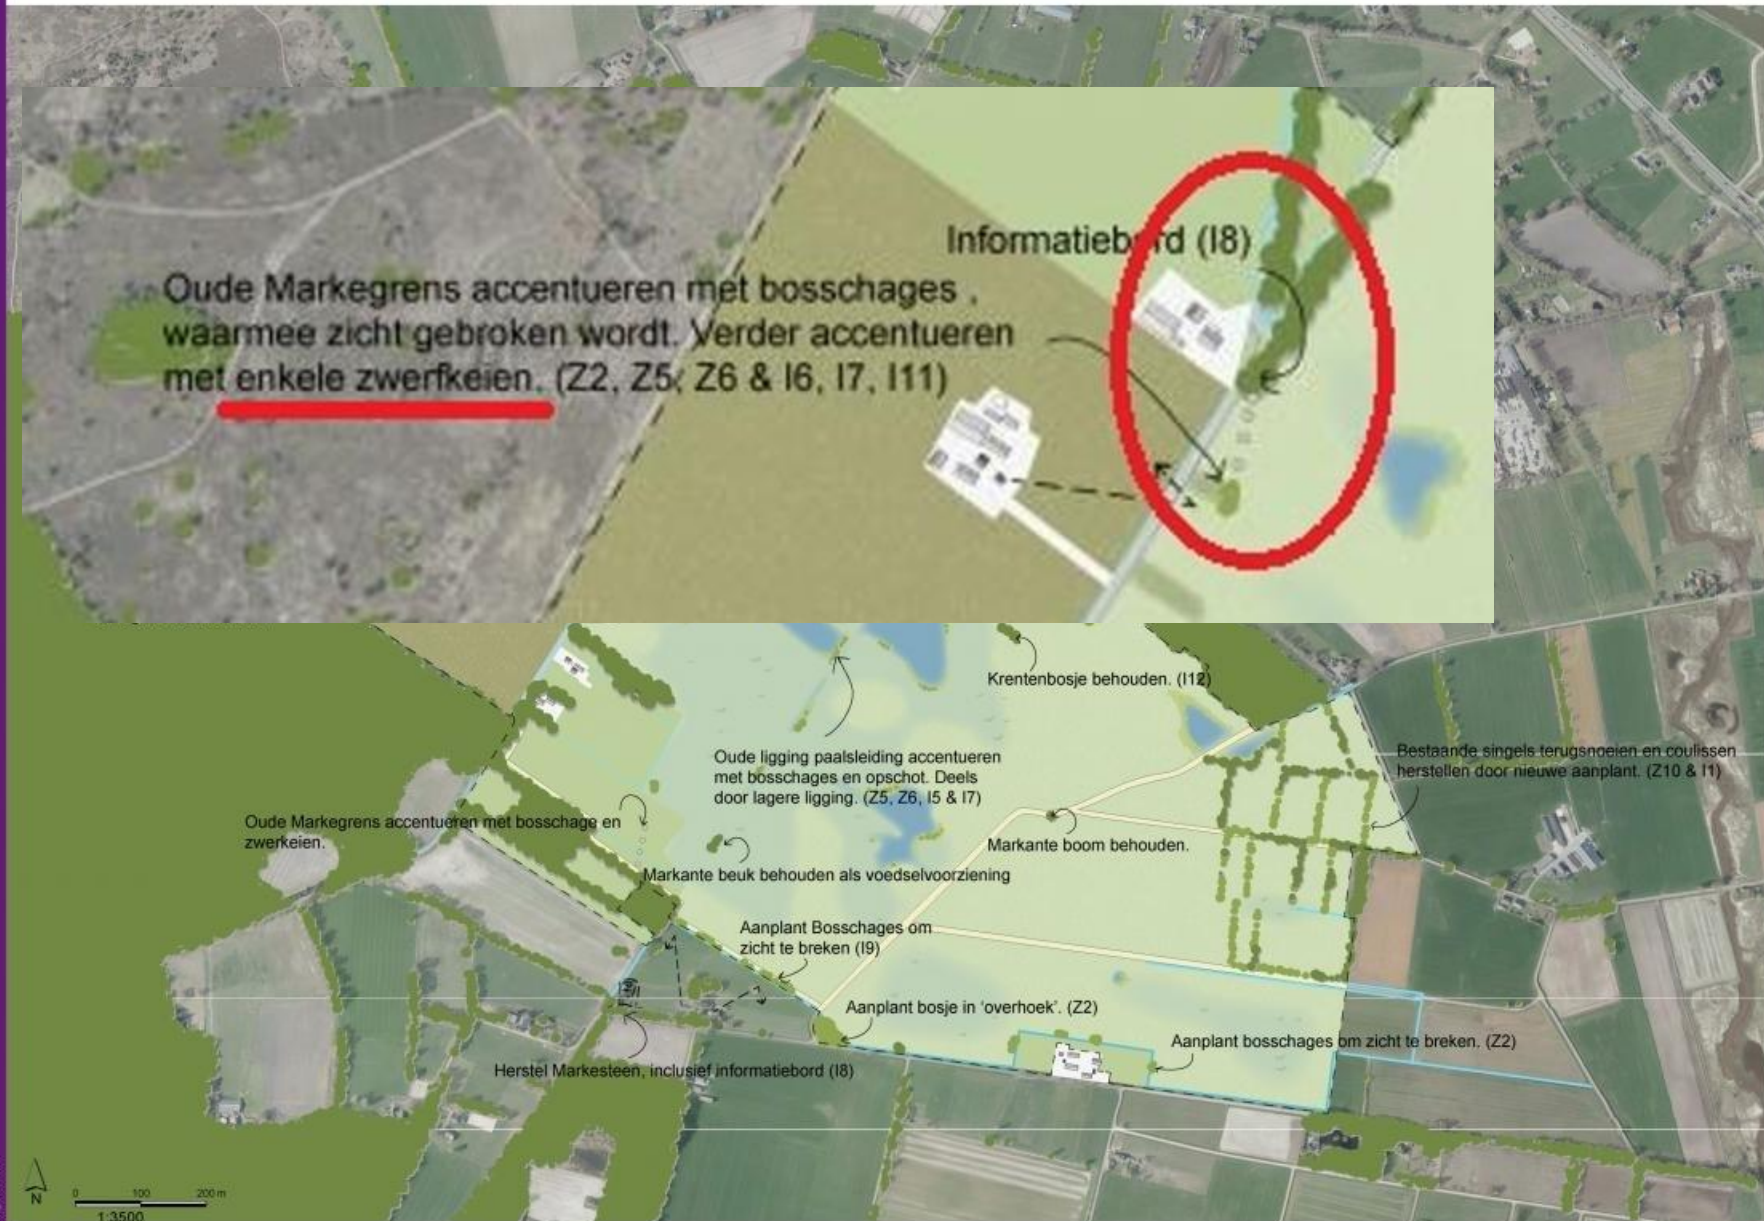 Informatiebord (I8)
Oude Markegrens accentueren met bosschages ,
waarmee zicht gebroken wordt. Verder accentueren
met enkele zwerfkeien. (Z2, Z5, Z6 & I6, I7, I11)
Krentenbosje behouden. (I12)
Oude ligging paalsleiding accentueren
met bosschages en opschot. Deels
door lagere ligging. (Z5, Z6, I5 & I7)
Bestaande singels terugsnoeien en coulissen
herstellen door nieuwe aanplant. (Z10 & I1)
Oude Markegrens accentueren met bosschage en
zwerkeien.
Markante boom behouden.
Markante beuk behouden als voedselvoorziening
Aanplant Bosschages om
zicht te breken (I9)
Aanplant bosje in ‘overhoek’. (Z2)
Aanplant bosschages om zicht te breken. (Z2)
Herstel Markesteen, inclusief informatiebord (I8)
N
0 100 200 m
1:3500